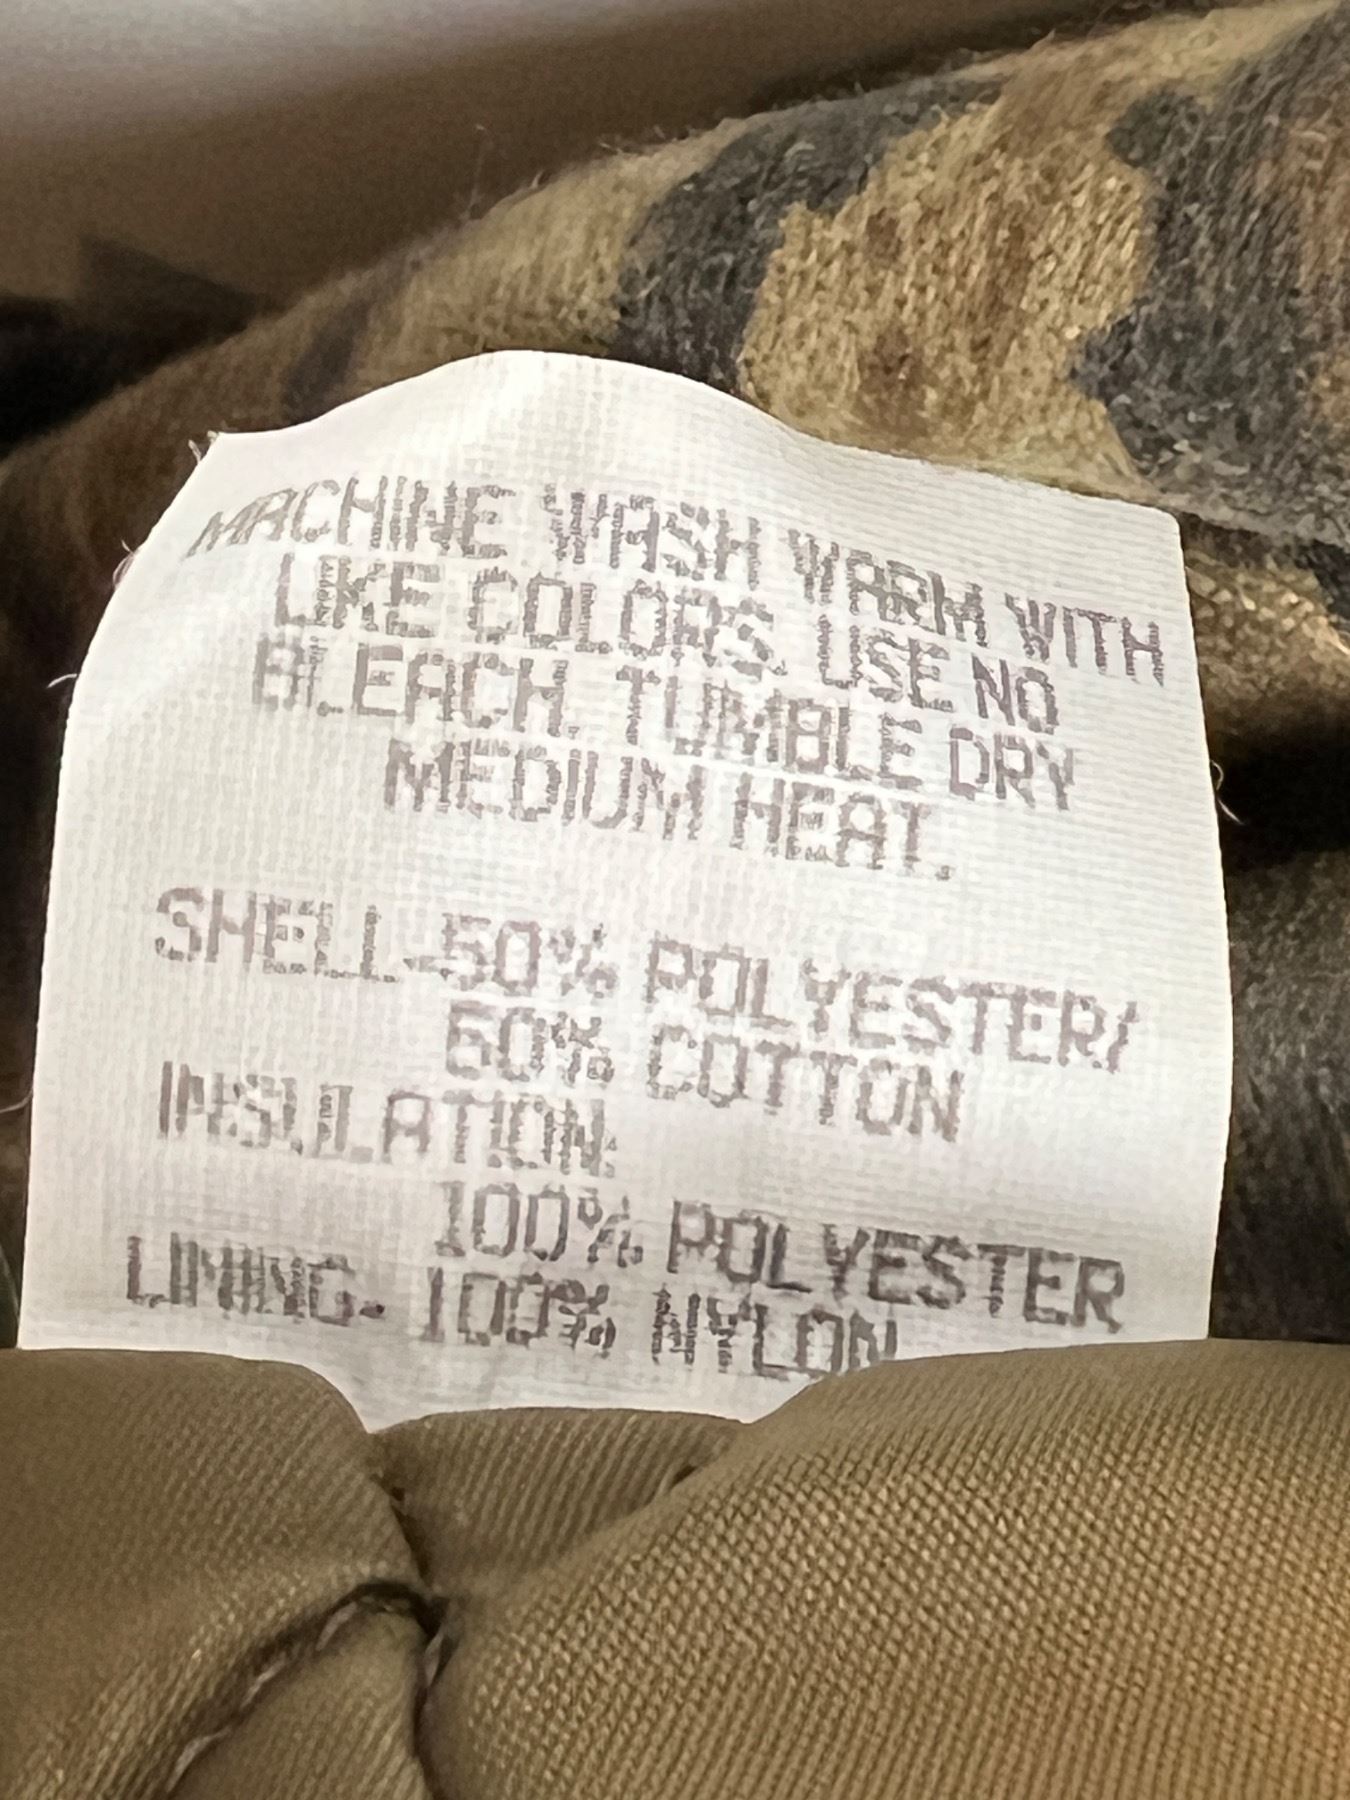 MACHINE WASH WARM WITH
LIKE COLORS. USE NO
BLEACH. TUMBLE DRY
MEDIUM HEAT.
SHELL-50% POLYESTER/
50% COTTON
INSULATION:
100% POLYESTER
LINING- 100% NYLON